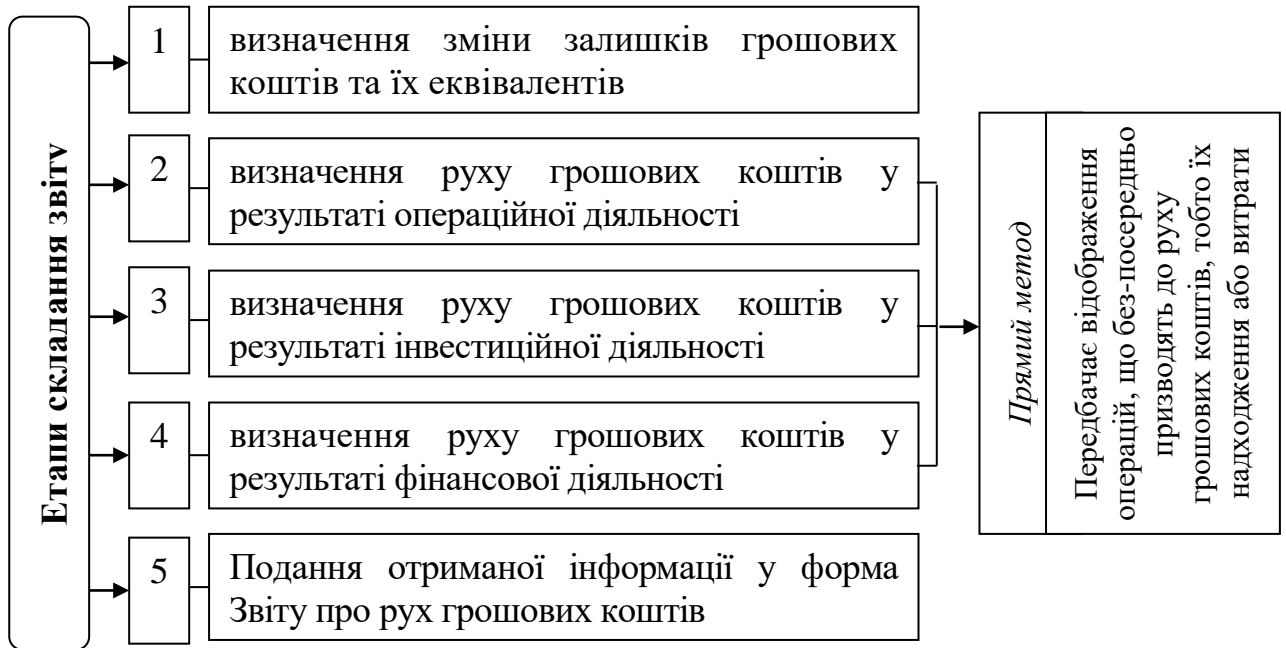 Етапи складання звіту
1
визначення зміни залишків грошових
коштів та їх еквівалентів
2
визначення руху грошових коштів у
результаті операційної діяльності
3
визначення руху грошових коштів у
результаті інвестиційної діяльності
4
визначення руху грошових коштів у
результаті фінансової діяльності
5
Подання отриманої інформації у форма
Звіту про рух грошових коштів
Прямий метод
Передбачає відображення
операцій, що без-посередньо
призводять до руху
грошових коштів, тобто їх
надходження або витрати